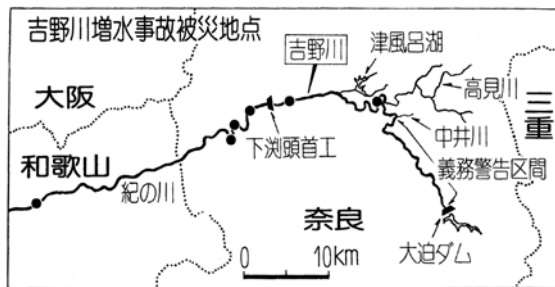 吉野川増水事故被災地点
吉野川
津風呂湖
高見川
三重
大阪
中井川
下渕頭首工
義務警告区間
和歌山
紀の川
奈良
大迫ダム
0 10km